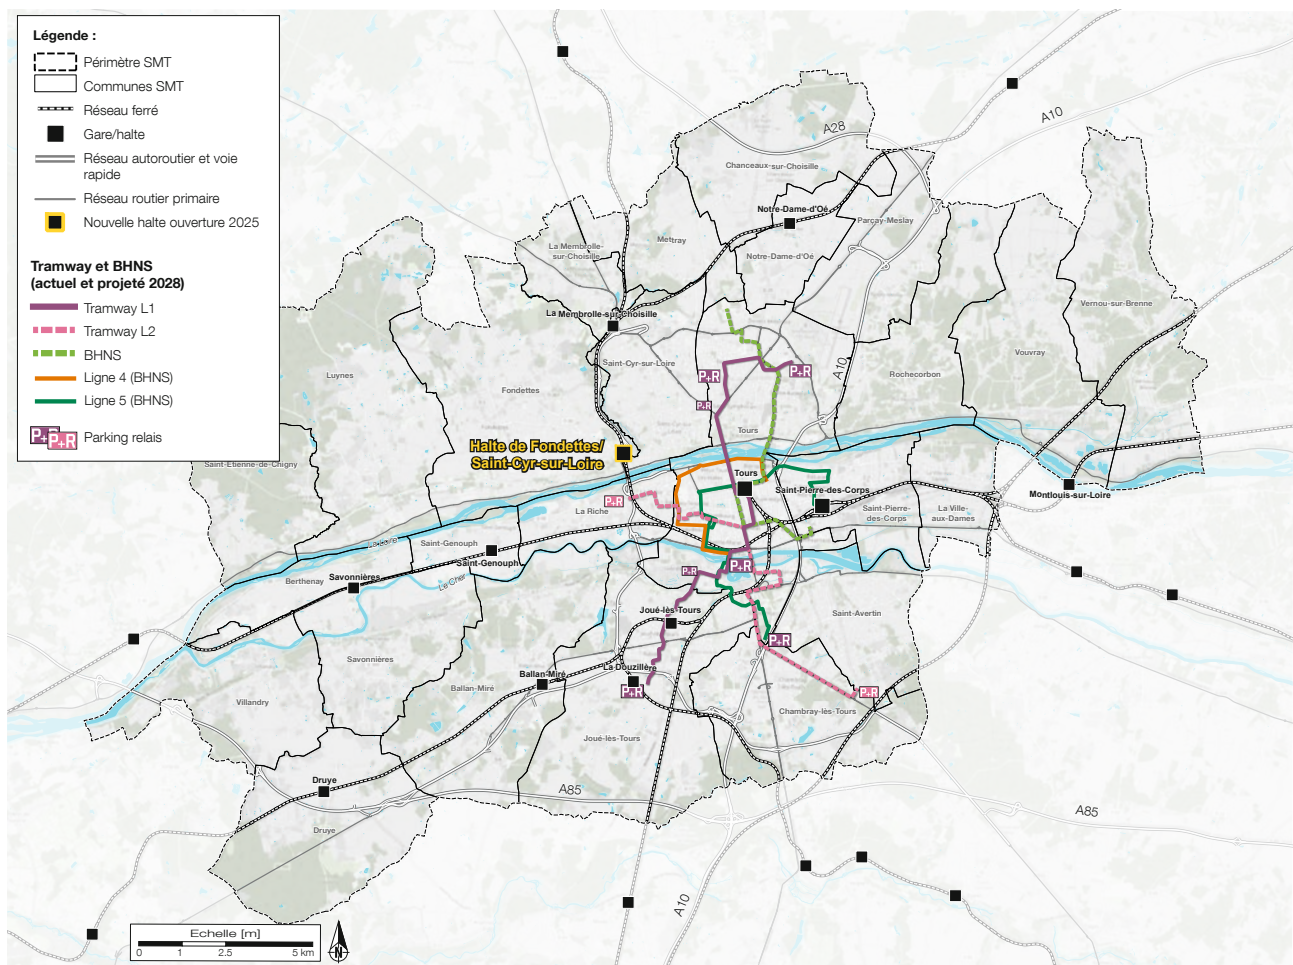 Légende :
Périmètre SMT
Communes SMT
Réseau ferré
Gare/halte
Réseau autoroutier et voie
rapide
Réseau routier primaire
Nouvelle halte ouverture 2025
Tramway et BHNS
(actuel et projeté 2028)
Tramway L1
Tramway L2
BHNS
Ligne 4 (BHNS)
Ligne 5 (BHNS)
P+R
P+R
Parking relais
A28
A10
Chanceaux-sur-Choisille
Notre-Dame-d'Oé
Parçay-Meslay
Mettray
La Membrolle-
sur-Choisille
Notre-Dame-d'Oé
Vernou-sur-Brenne
La Membrolle-sur-Choisille
Vouvray
Saint-Cyr-sur-Loire
A10
Rochecorbon
Luynes
Fondettes
P+R
P+R
P+R
Tours
Halte de Fondettes/
Saint-Cyr-sur-Loire
Saint-Etienne-de-Chigny
Tours
Saint-Pierre-des-Corps
Montlouis-sur-Loire
P+R
La Riche
Saint-Pierre-
des-Corps
La Ville-
aux-Dames
La Loire
Saint-Genouph
Saint-Genouph
Berthenay
Savonnières
Le Cher
P+R
P+R
Joué-lès-Tours
Saint-Avertin
P+R
Savonnières
La Douzillère
Ballan-Miré
Ballan-Miré
P+R
P+R
Villandry
Chambray-lès-Tours
Joué-lès-Tours
Druye
A85
A85
Druye
A10
Echelle [m]
0 1 2.5 5 km
N